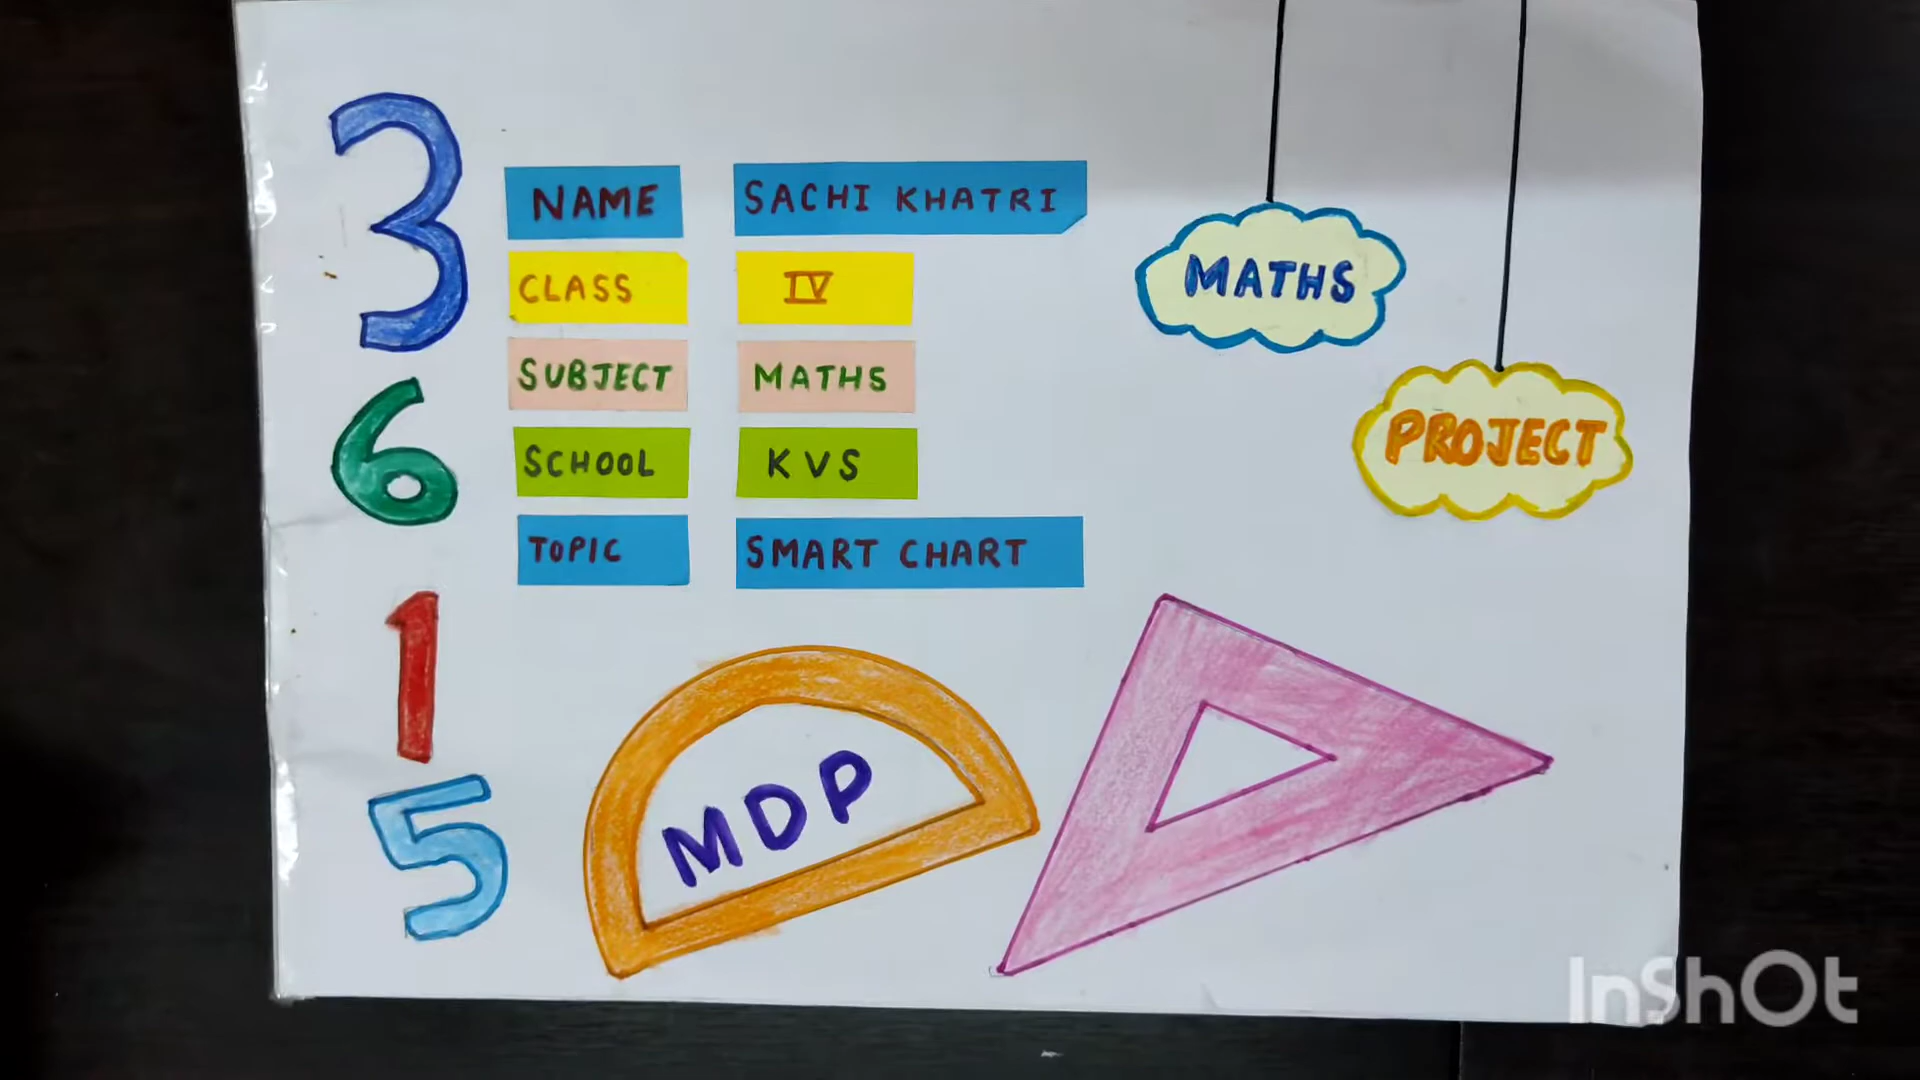 3
NAME SACHI KHATRI
CLASS IV
SUBJECT MATHS
SCHOOL KVS
TOPIC SMART CHART
MATHS
PROJECT
6
1
5
MDP
InShOt